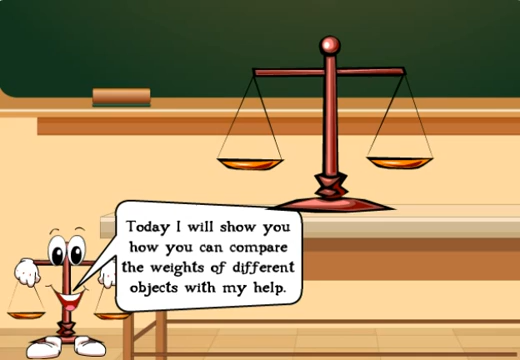 Today I will show you
how you can compare
the weights of different
objects with my help.